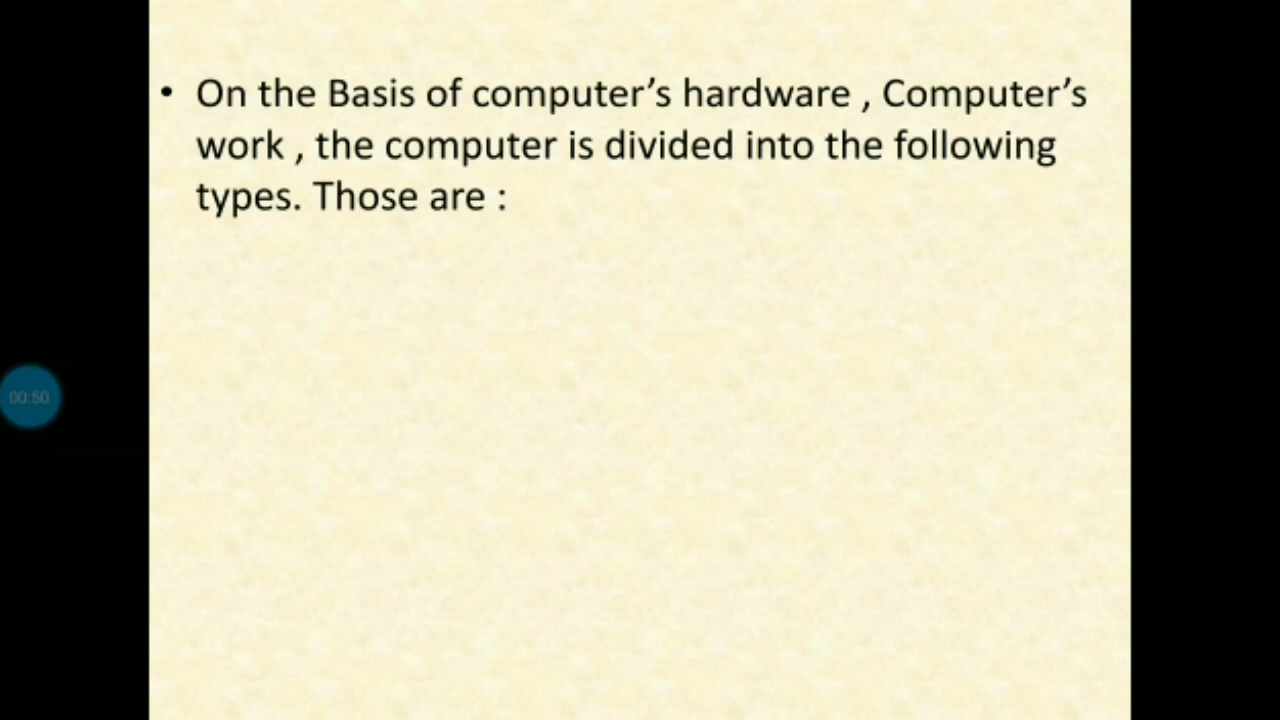 • On the Basis of computer’s hardware , Computer’s
work , the computer is divided into the following
types. Those are :
00:50